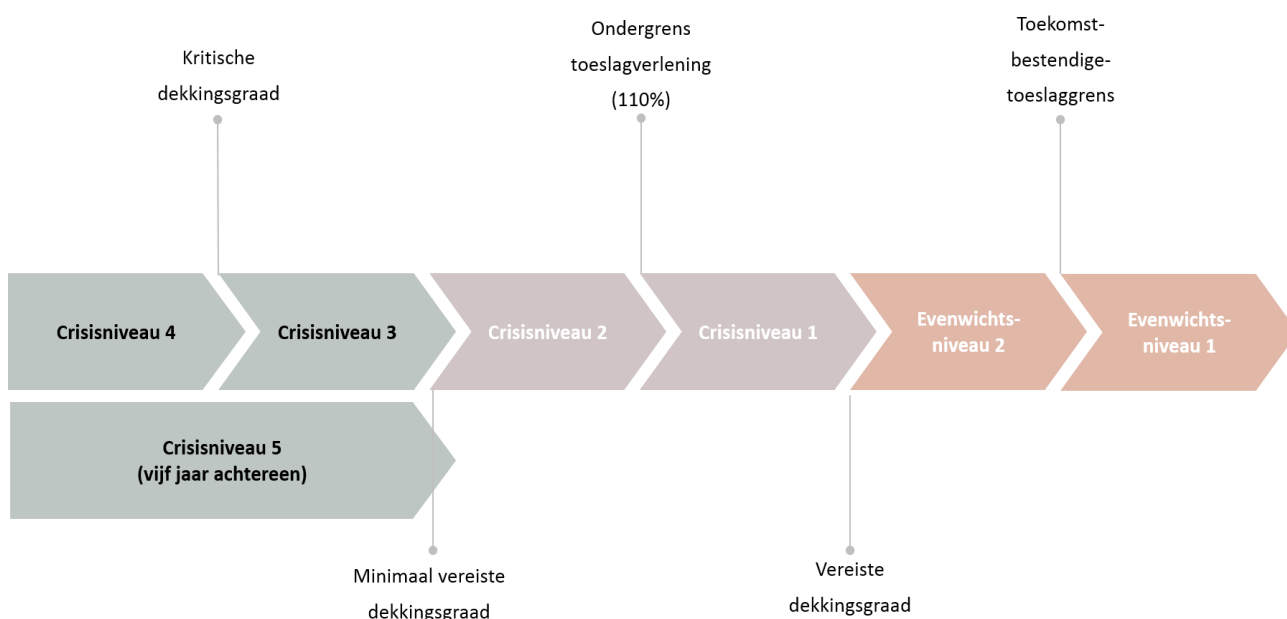 Kritische
dekkingsgraad
Ondergrens
toeslagverlening
(110%)
Toekomst-
bestendige-
toeslaggrens
Crisisniveau 4
Crisisniveau 3
Crisisniveau 2
Crisisniveau 1
Evenwichts-
niveau 2
Evenwichts-
niveau 1
Crisisniveau 5
(vijf jaar achtereen)
Minimaal vereiste
dekkingsgraad
Vereiste
dekkingsgraad